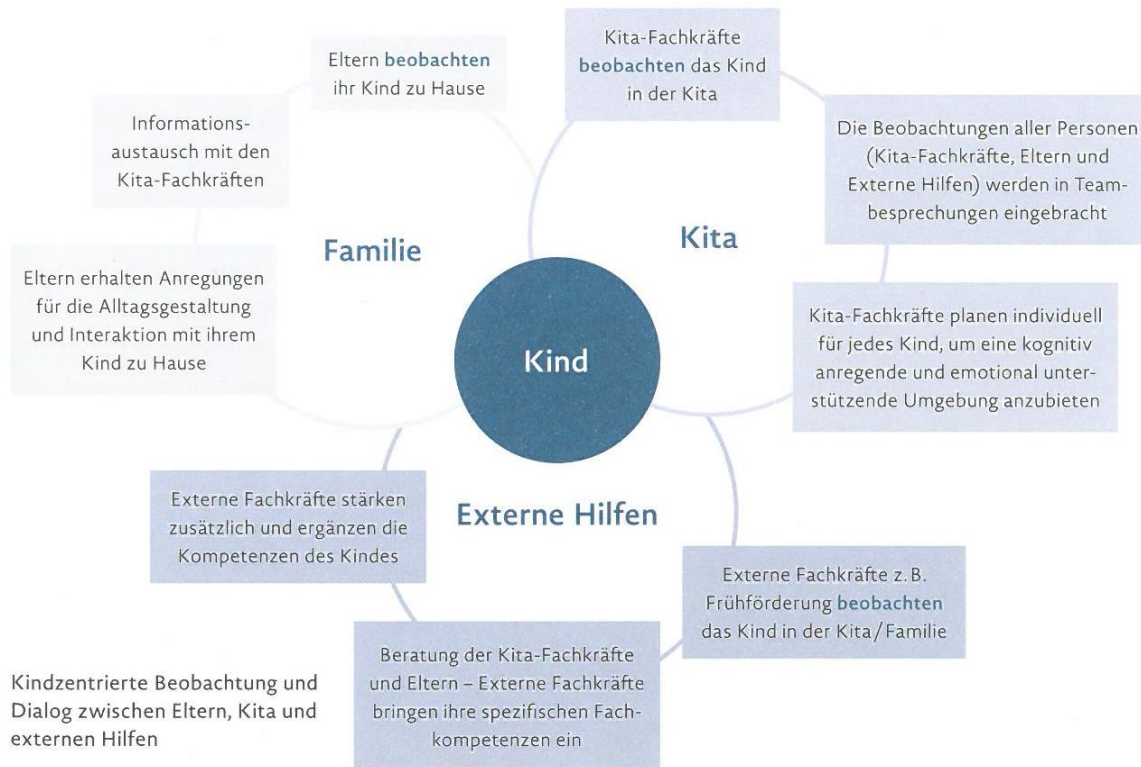 Eltern beobachten
ihr Kind zu Hause
Informations-
austausch mit den
Kita-Fachkräften
Eltern erhalten Anregungen
für die Alltagsgestaltung
und Interaktion mit ihrem
Kind zu Hause
Familie
Kita-Fachkräfte
beobachten das Kind
in der Kita
Die Beobachtungen aller Personen
(Kita-Fachkräfte, Eltern und
Externe Hilfen) werden in Team-
besprechungen eingebracht
Kita
Kita-Fachkräfte planen individuell
für jedes Kind, um eine kognitiv
anregende und emotional unter-
stützende Umgebung anzubieten
Kind
Externe Hilfen
Externe Fachkräfte stärken
zusätzlich und ergänzen die
Kompetenzen des Kindes
Externe Fachkräfte z. B.
Frühförderung beobachten
das Kind in der Kita/Familie
Beratung der Kita-Fachkräfte
und Eltern – Externe Fachkräfte
bringen ihre spezifischen Fach-
kompetenzen ein
Kindzentrierte Beobachtung und
Dialog zwischen Eltern, Kita und
externen Hilfen